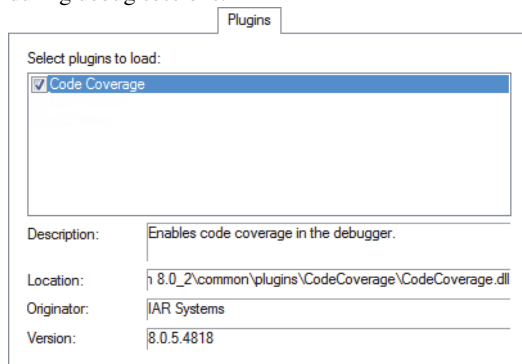 Plugins
Select plugins to load:
Code Coverage
Description: Enables code coverage in the debugger.
Location: 8.0_2\common\plugins\CodeCoverage\CodeCoverage.dll
Originator: IAR Systems
Version: 8.0.5.4818